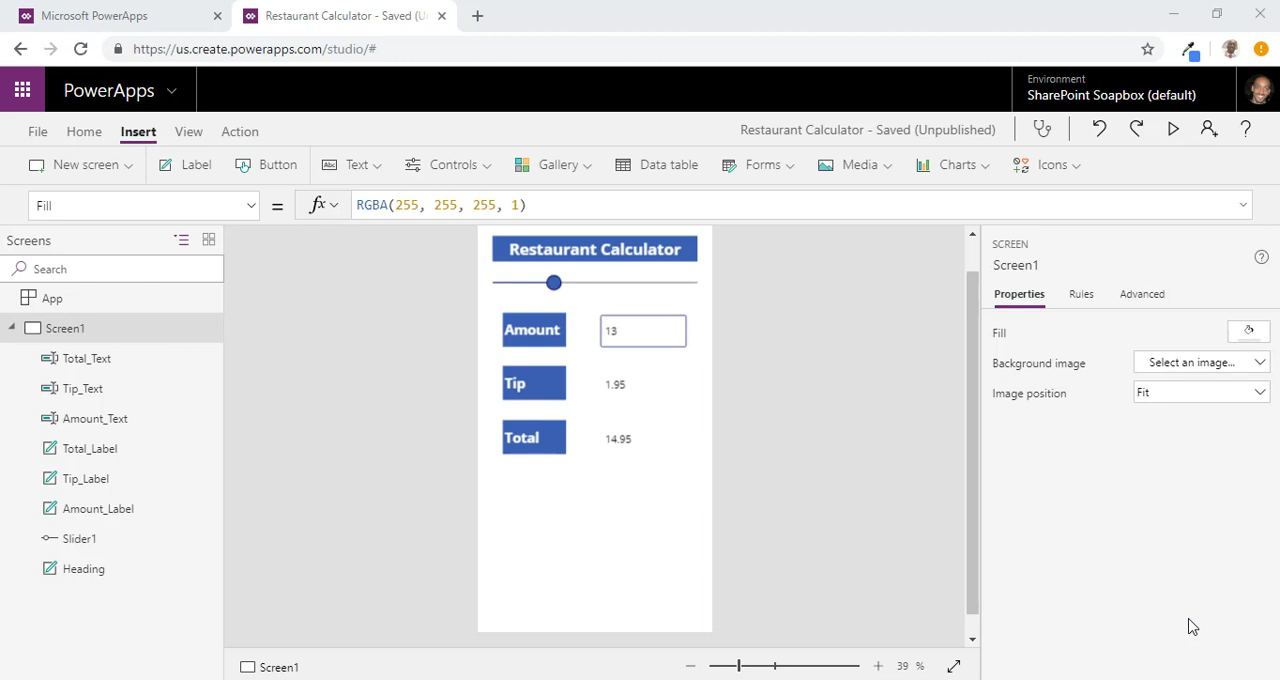 Microsoft PowerApps
Restaurant Calculator - Saved (U
https://us.create.powerapps.com/studio/#
PowerApps
Environment
SharePoint Soapbox (default)
File Home Insert View Action
Restaurant Calculator - Saved (Unpublished)
New screen Label Button Text Controls Gallery Data table Forms Media Charts Icons
Fill = fx RGBA(255, 255, 255, 1)
Screens
Search
App
Screen1
Total_Text
Tip_Text
Amount_Text
Total_Label
Tip_Label
Amount_Label
Slider1
Heading
Restaurant Calculator
Amount 13
Tip 1.95
Total 14.95
Screen1
39 %
SCREEN
Screen1
Properties Rules Advanced
Fill
Background image Select an image...
Image position Fit